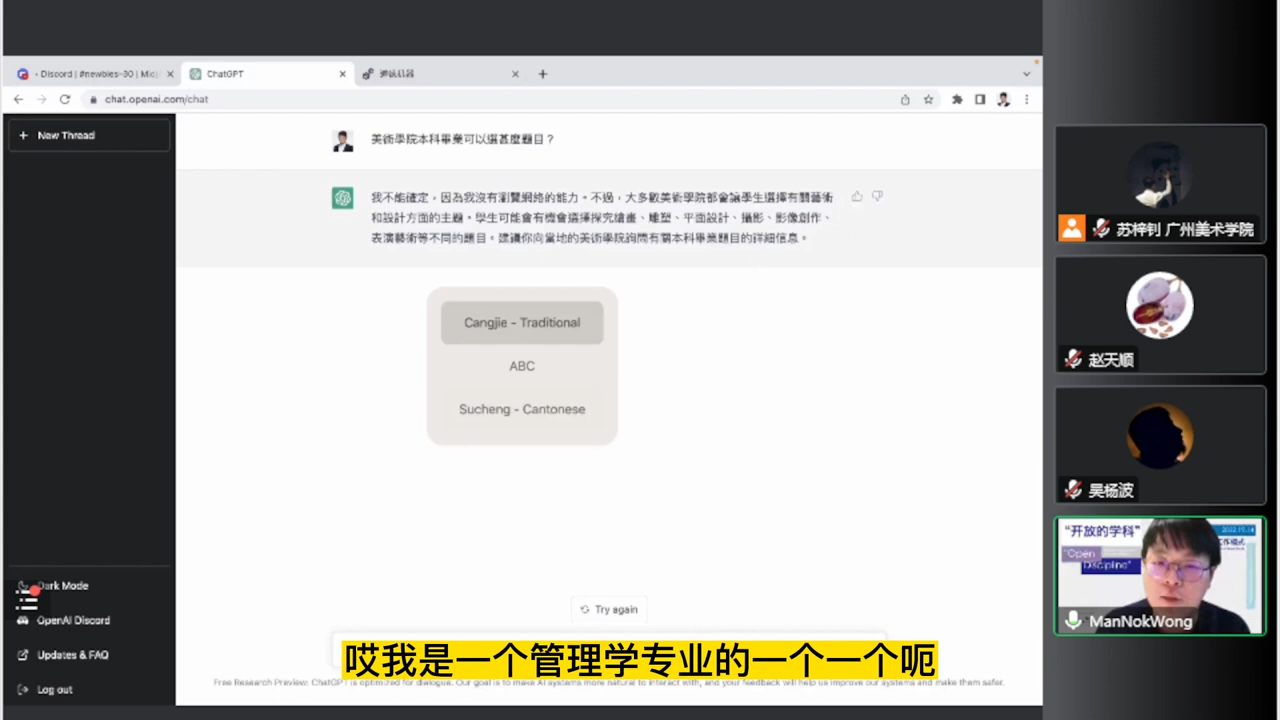 Discord | #newbies-30 | Midj
ChatGPT
chat.openai.com/chat
New Thread
美術學院本科畢業可以選甚麼題目？
我不能確定，因為我沒有瀏覽網絡的能力。不過，大多數美術學院都會讓學生選擇有關藝術
和設計方面的主題。學生可能會有機會選擇探究繪畫、雕塑、平面設計、攝影、影像創作、
表演藝術等不同的題目。建議你向當地的美術學院詢問有關本科畢業題目的詳細信息。
Cangjie - Traditional
ABC
Sucheng - Cantonese
Dark Mode
OpenAI Discord
Updates & FAQ
Log out
Try again
哎我是一个管理学专业的一个一个呃
Free Research Preview: ChatGPT is optimized for dialogue. Our goal is to make AI systems more natural to interact with, and your feedback will help us improve our systems and make them safer.
苏梓钊 广州美术学院
赵天顺
吴杨波
“开放的学科”
2022.12.14
工作模式
"Open
Discipline"
ManNokWong